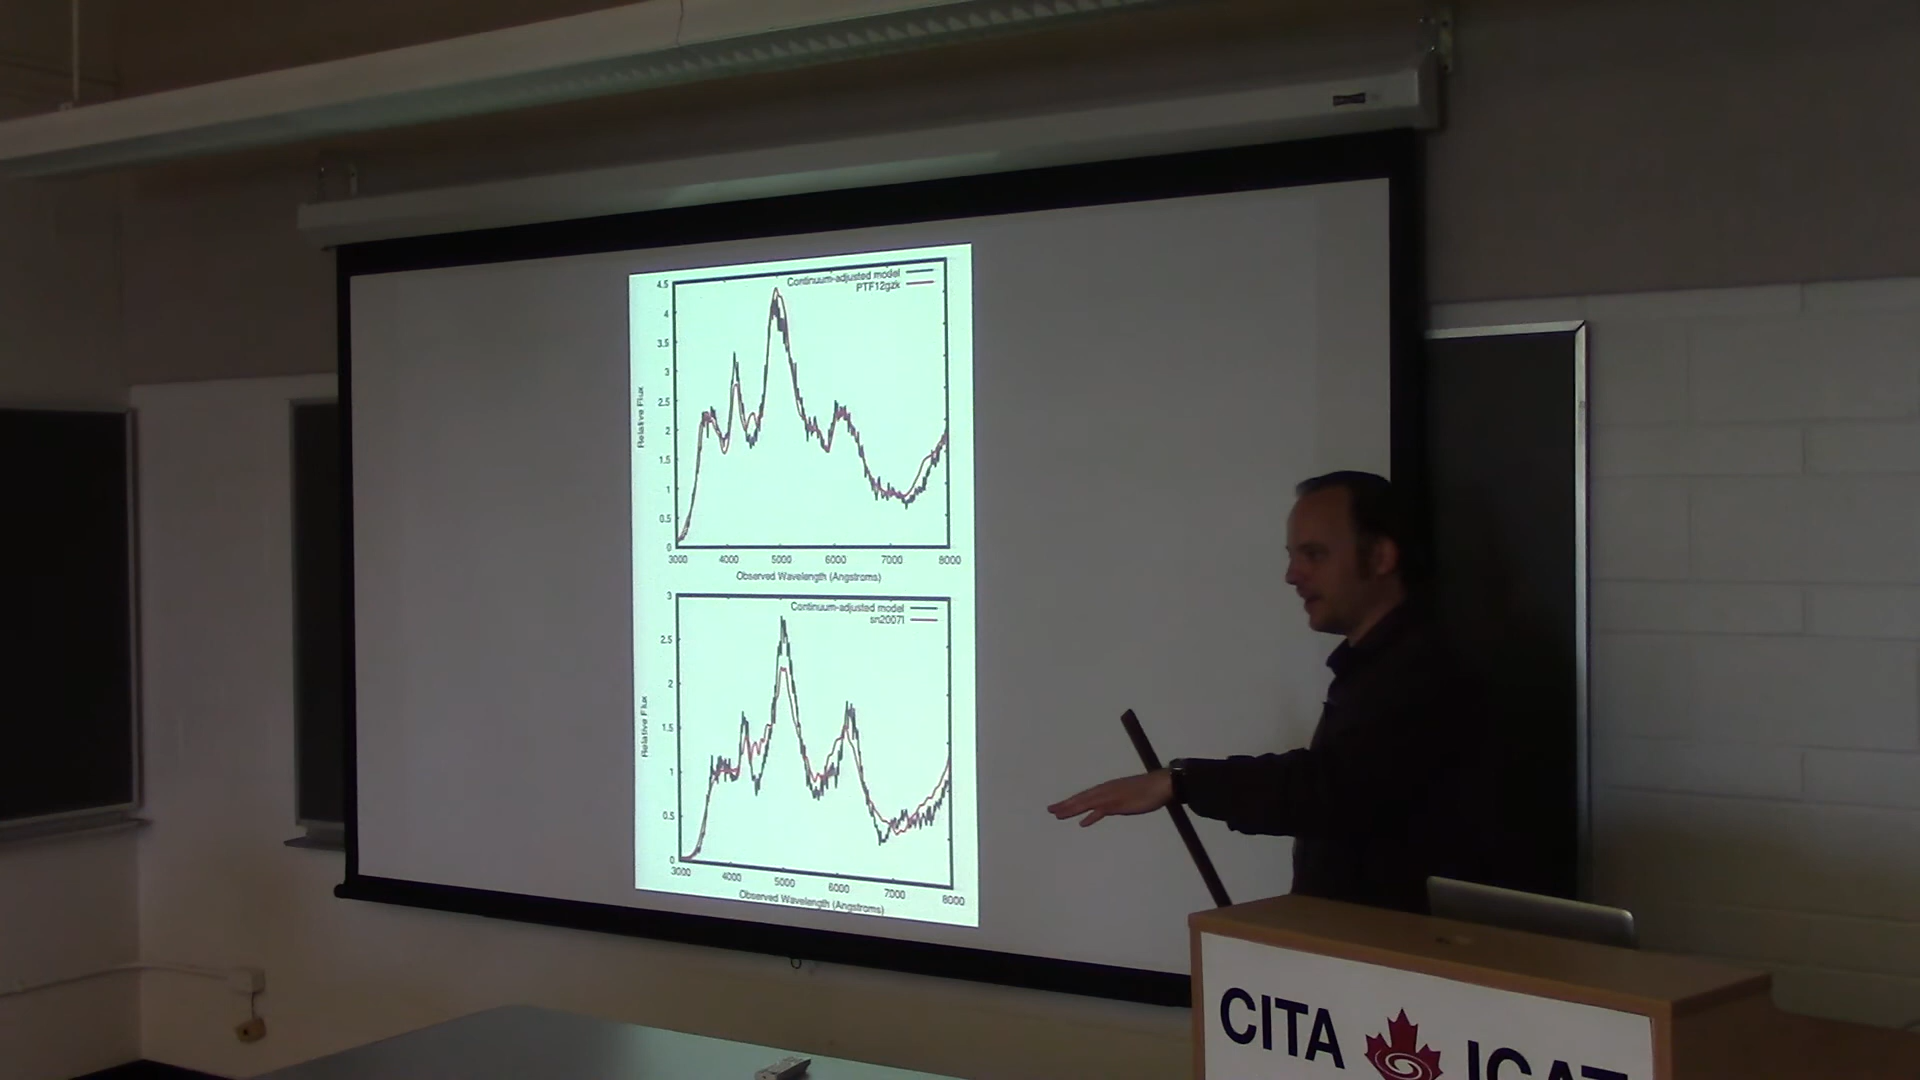 Continuum-adjusted model
PTF12gzk
4.5
4
3.5
3
2.5
2
1.5
1
0.5
0
Relative Flux
3000 4000 5000 6000 7000 8000
Observed Wavelength (Angstroms)
Continuum-adjusted model
sn2007I
3
2.5
2
1.5
1
0.5
0
Relative Flux
3000 4000 5000 6000 7000 8000
Observed Wavelength (Angstroms)
CITA ICAT